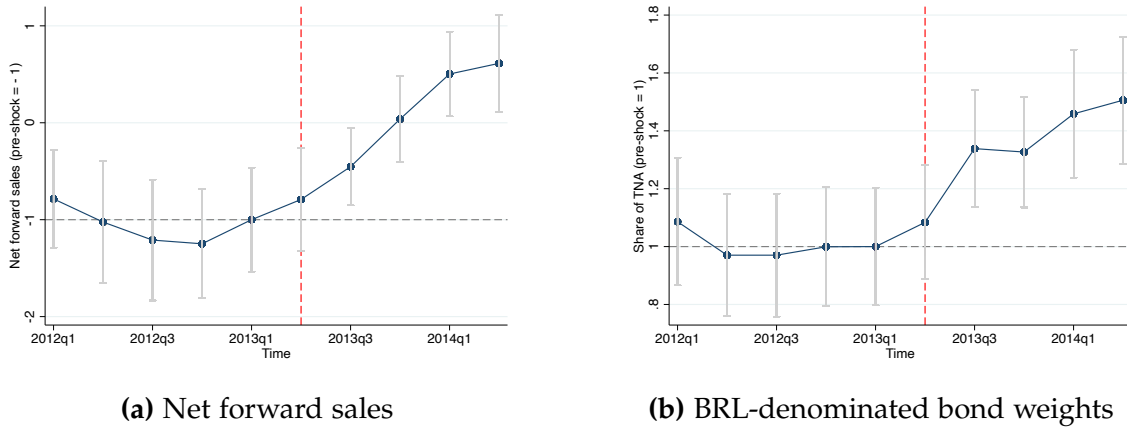 Net forward sales (pre-shock = - 1)
1
0
-1
-2
2012q1 2012q3 2013q1 2013q3 2014q1
Time
(a) Net forward sales
Share of TNA (pre-shock = 1)
1.8
1.6
1.4
1.2
1
.8
2012q1 2012q3 2013q1 2013q3 2014q1
Time
(b) BRL-denominated bond weights